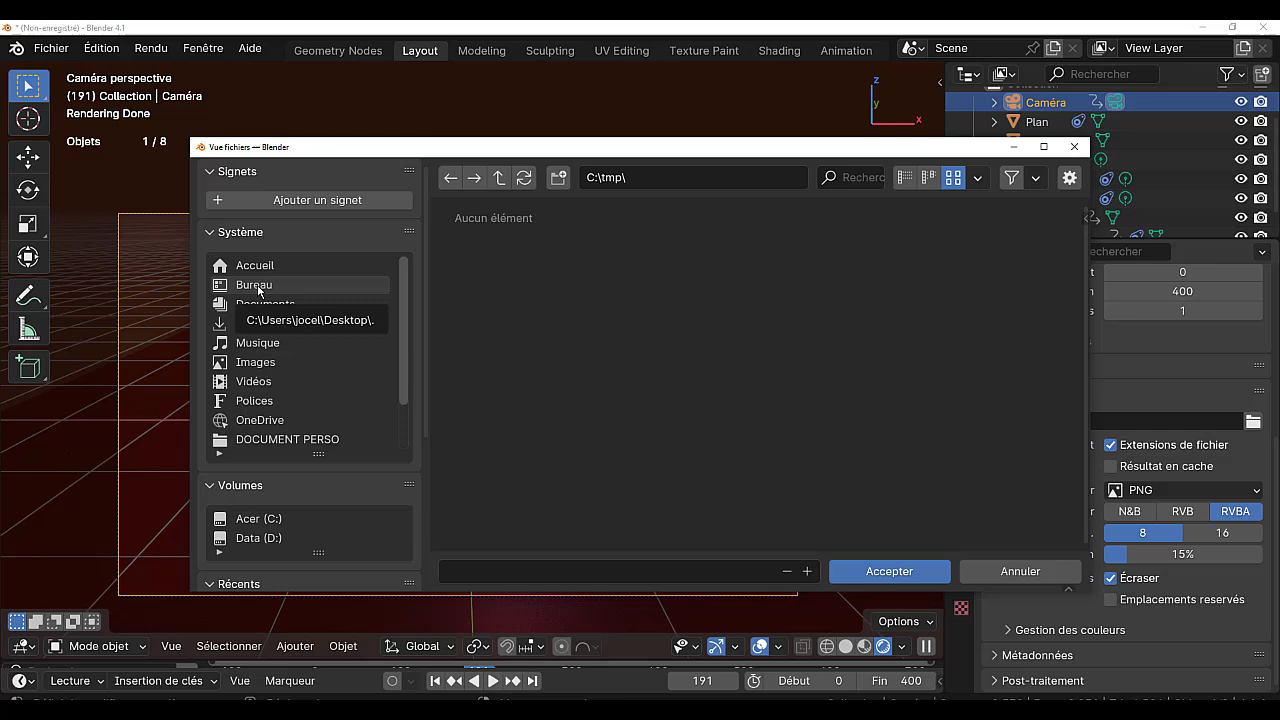 * (Non-enregistré) - Blender 4.1
Fichier Édition Rendu Fenêtre Aide Geometry Nodes Layout Modeling Sculpting UV Editing Texture Paint Shading Animation Scene View Layer
Caméra perspective
(191) Collection | Caméra
Rendering Done
Objets 1 / 8
z
y
x
Rechercher
Caméra
Plan
Vue fichiers — Blender
Signets
Ajouter un signet
Système
Accueil
Bureau
Documents
C:\Users\jocel\Desktop\.
Musique
Images
Vidéos
Polices
OneDrive
DOCUMENT PERSO
Volumes
Acer (C:)
Data (D:)
Récents
C:\tmp\
Recherc
Aucun élément
Accepter Annuler
echercher
0
400
1
Extensions de fichier
Résultat en cache
PNG
N&B RVB RVBA
8 16
15%
Écraser
Emplacements reservés
Gestion des couleurs
Métadonnées
Post-traitement
Options
Mode objet Vue Sélectionner Ajouter Objet Global
Lecture Insertion de clés Vue Marqueur 191 Début 0 Fin 400